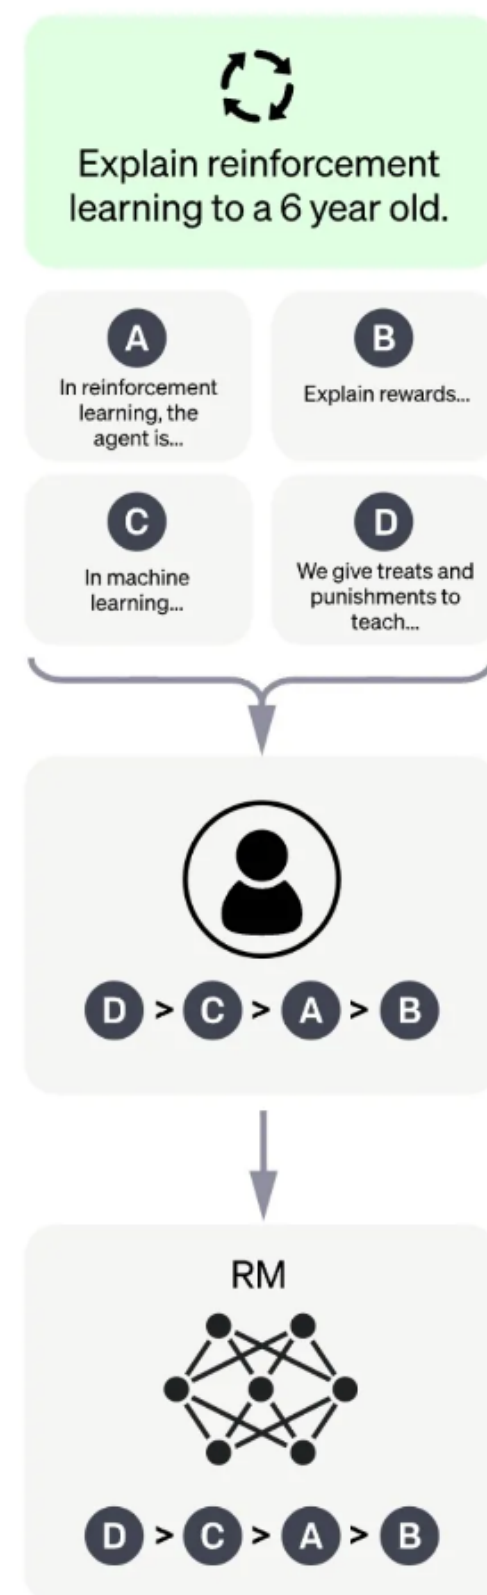 Explain reinforcement
learning to a 6 year old.
A
In reinforcement
learning, the
agent is...
B
Explain rewards...
C
In machine
learning...
D
We give treats and
punishments to
teach...
D > C > A > B
RM
D > C > A > B